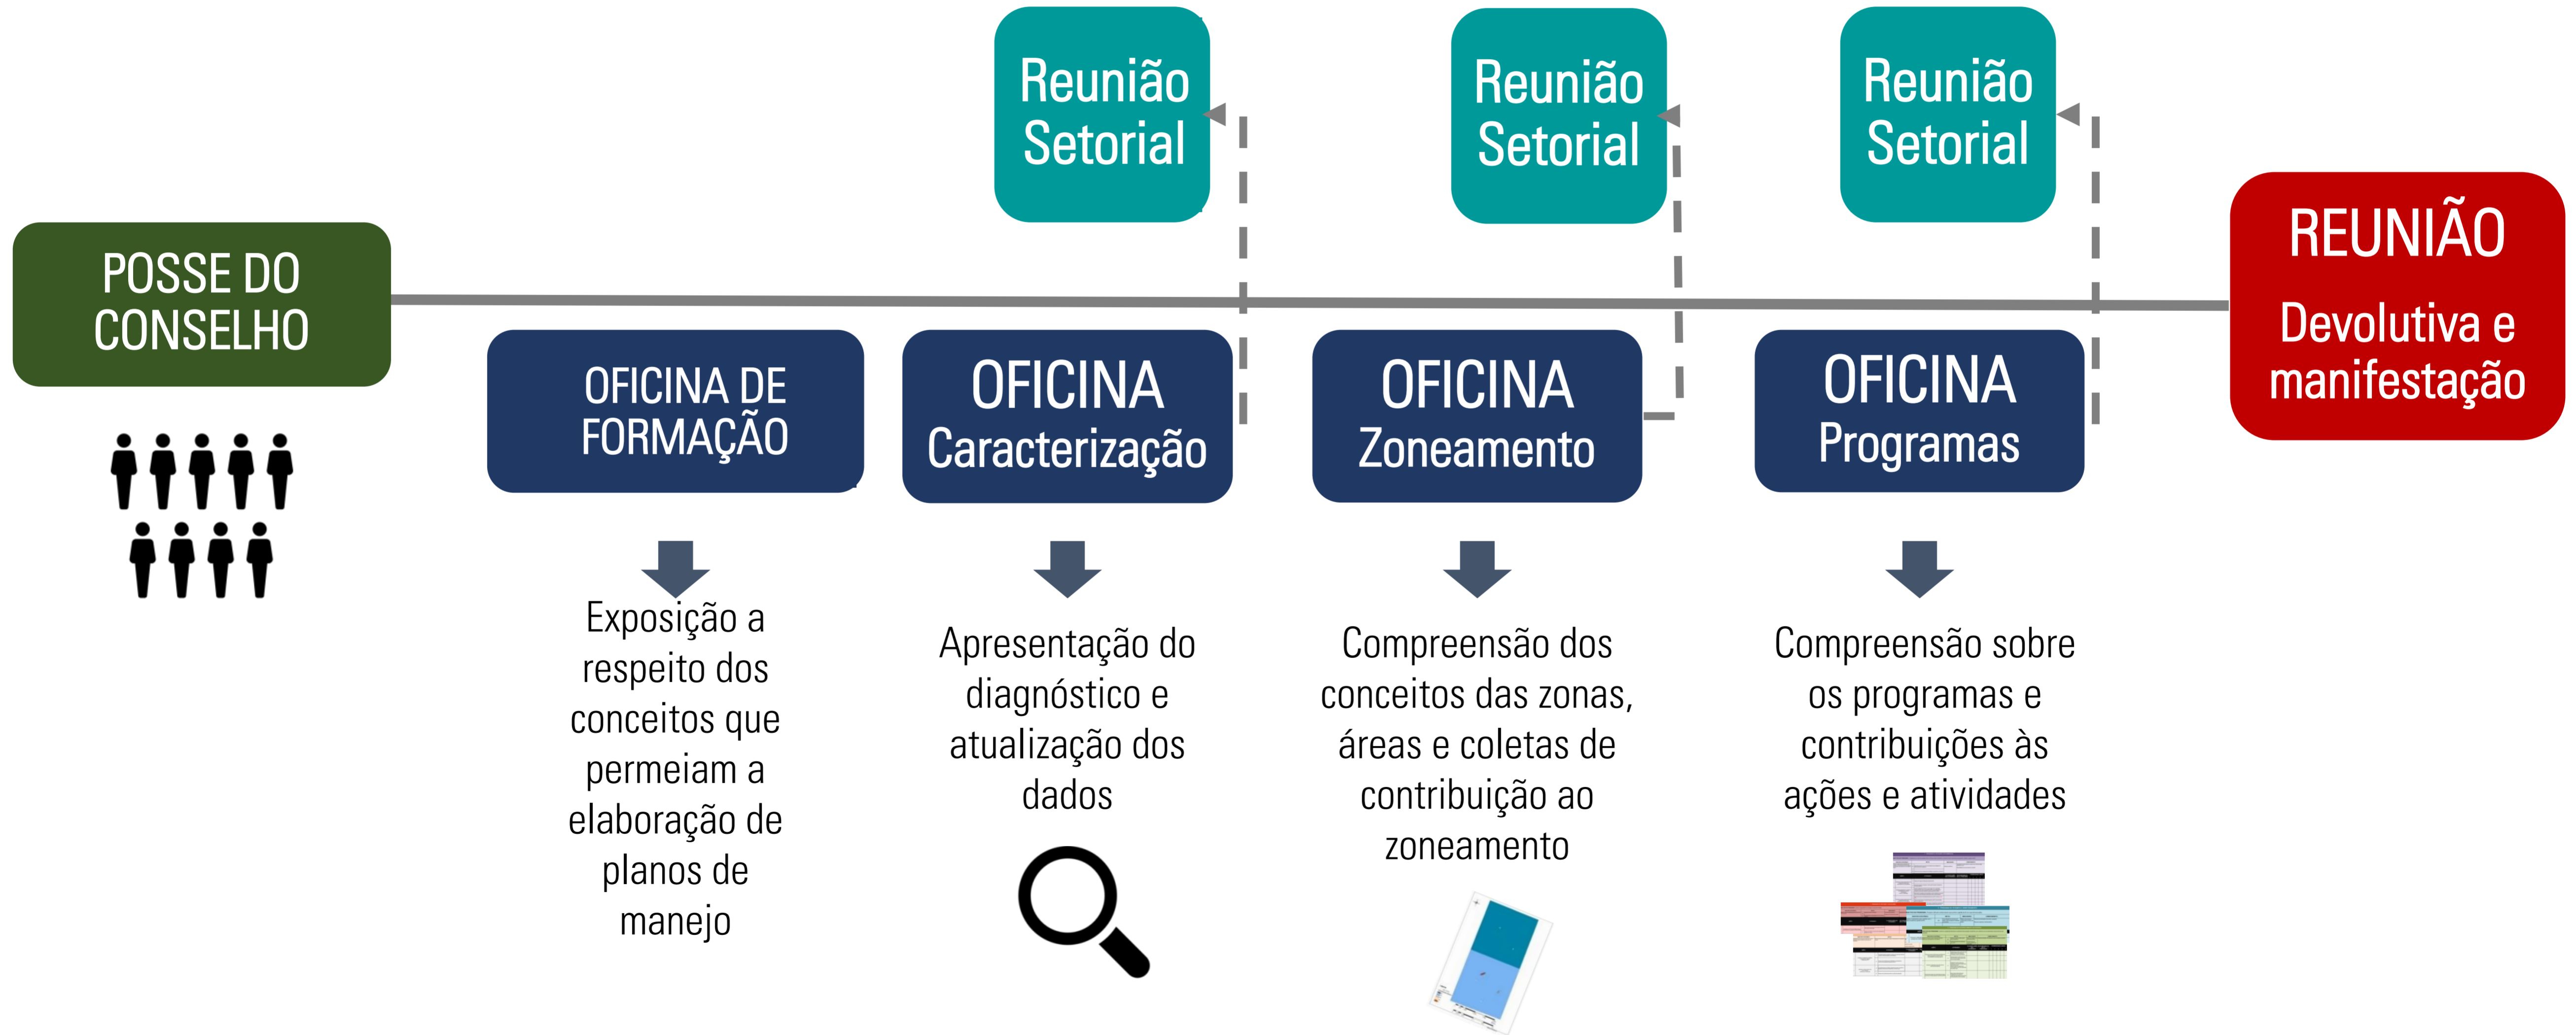 Reunião
Setorial
Reunião
Setorial
Reunião
Setorial
POSSE DO
CONSELHO
REUNIÃO
Devolutiva e
manifestação
OFICINA DE
FORMAÇÃO
OFICINA
Caracterização
OFICINA
Zoneamento
OFICINA
Programas
Exposição a
respeito dos
conceitos que
permeiam a
elaboração de
planos de
manejo
Apresentação do
diagnóstico e
atualização dos
dados
Compreensão dos
conceitos das zonas,
áreas e coletas de
contribuição ao
zoneamento
Compreensão sobre
os programas e
contribuições às
ações e atividades